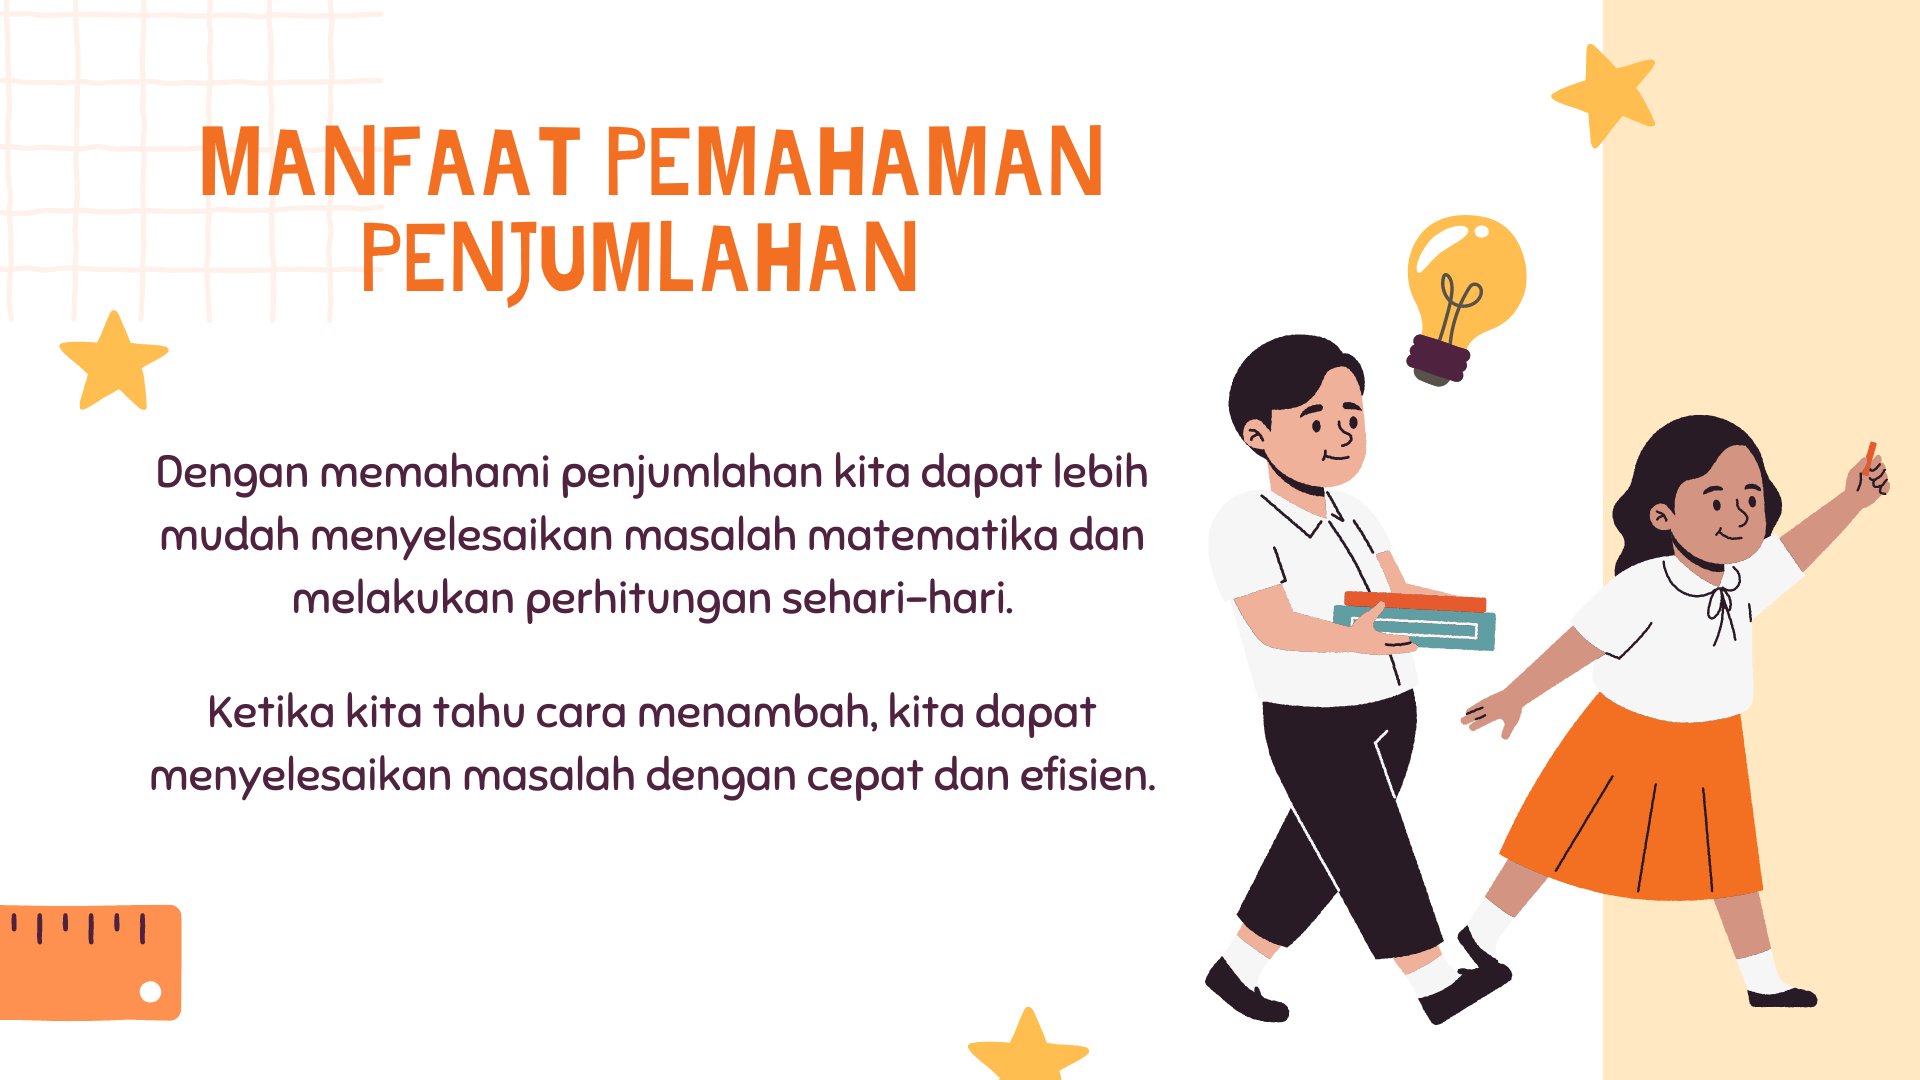 MANFAAT PEMAHAMAN
PENJUMLAHAN
Dengan memahami penjumlahan kita dapat lebih
mudah menyelesaikan masalah matematika dan
melakukan perhitungan sehari-hari.
Ketika kita tahu cara menambah, kita dapat
menyelesaikan masalah dengan cepat dan efisien.